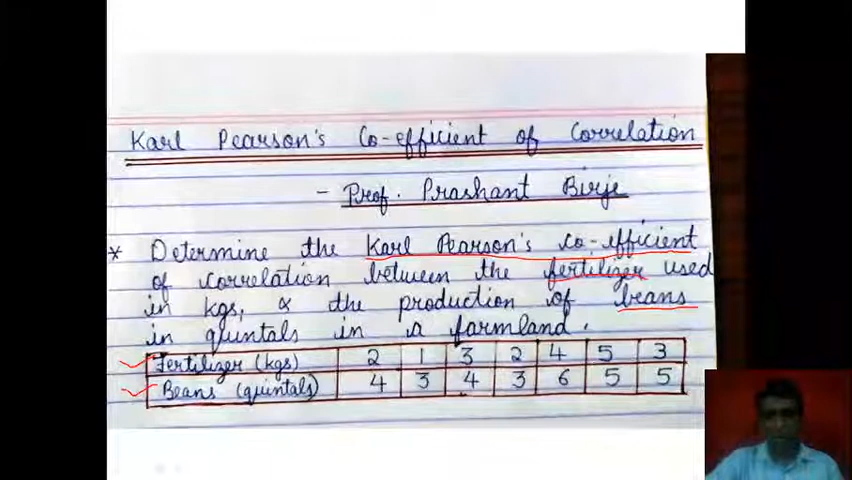 Karl Pearson's Co-efficient of Correlation
- Prof. Prashant Birje
* Determine the Karl Pearson's co-efficient
of correlation between the fertilizer used
in kgs, & the production of beans
in quintals in a farmland.
Fertilizer (kgs) 2 1 3 2 4 5 3
Beans (quintals) 4 3 4 3 6 5 5